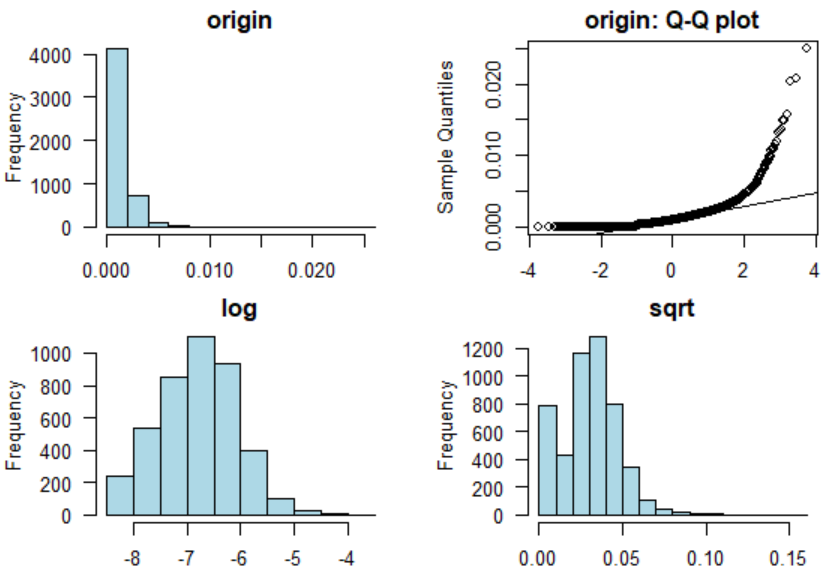 origin
Frequency
4000
3000
2000
1000
0
0.000 0.010 0.020
origin: Q-Q plot
Sample Quantiles
0.020
0.010
0.000
-4 -2 0 2 4
log
Frequency
1000
800
600
400
200
0
-8 -7 -6 -5 -4
sqrt
Frequency
1200
1000
800
600
400
200
0
0.00 0.05 0.10 0.15